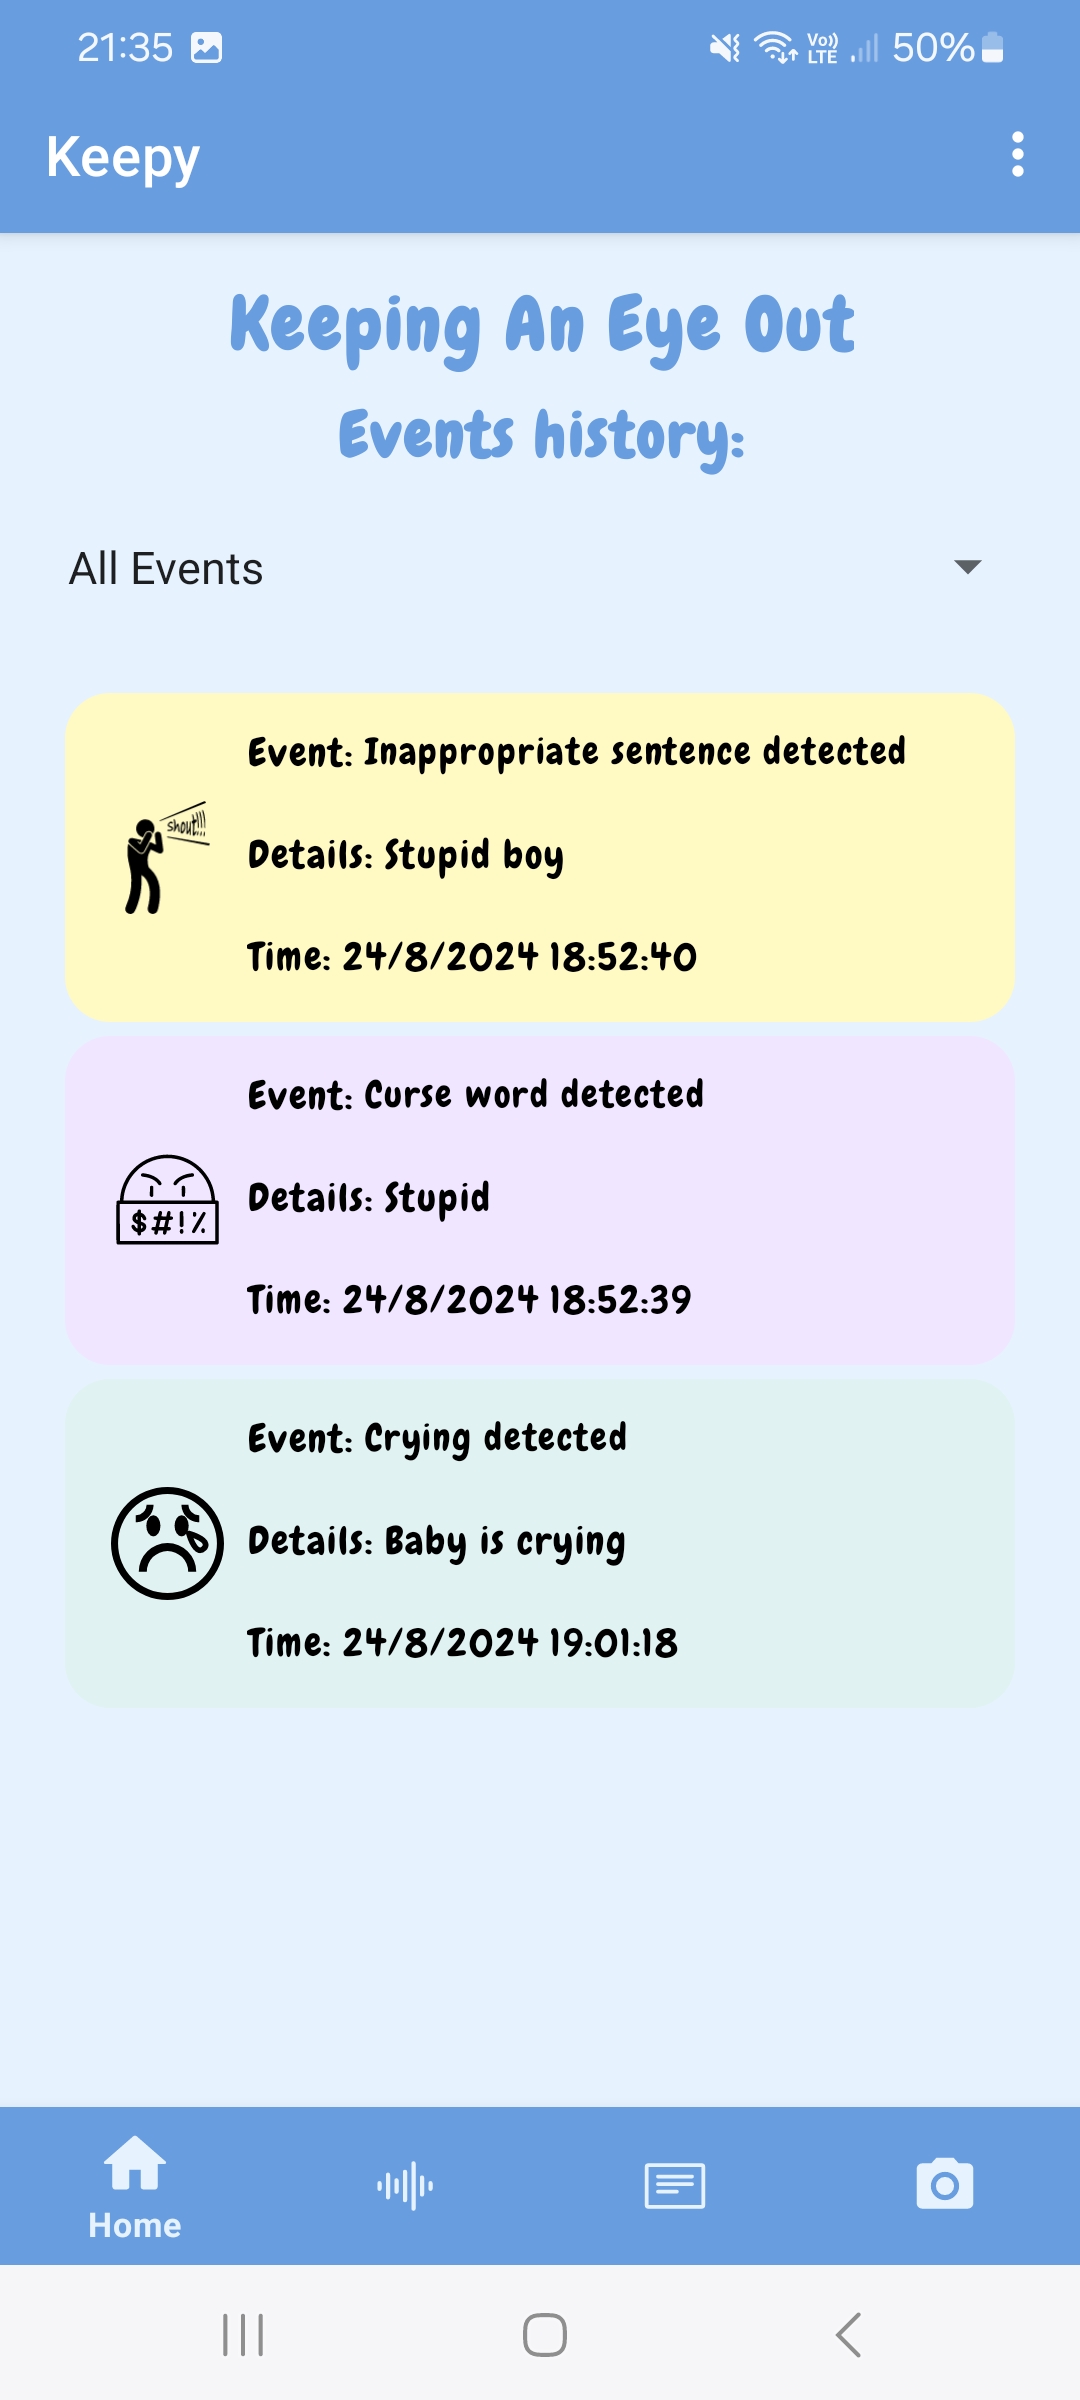 21:35
Vo))
LTE
50%
Keepy
Keeping An Eye Out
Events history:
All Events
Event: Inappropriate sentence detected
shout!!!
Details: Stupid boy
Time: 24/8/2024 18:52:40
Event: Curse word detected
$#!%
Details: Stupid
Time: 24/8/2024 18:52:39
Event: Crying detected
Details: Baby is crying
Time: 24/8/2024 19:01:18
Home